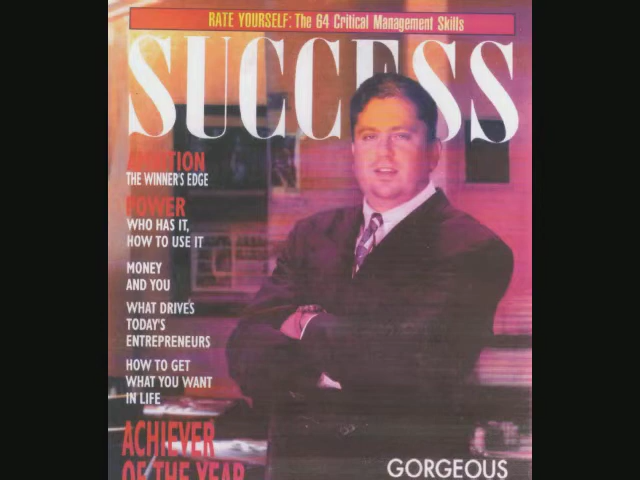 RATE YOURSELF: The 64 Critical Management Skills
SUCCESS
AMBITION
THE WINNER'S EDGE
POWER
WHO HAS IT,
HOW TO USE IT
MONEY
AND YOU
WHAT DRIVE'S
TODAY'S
ENTREPRENEURS
HOW TO GET
WHAT YOU WANT
IN LIFE
ACHIEVER
OF THE YEAR
GORGEOUS